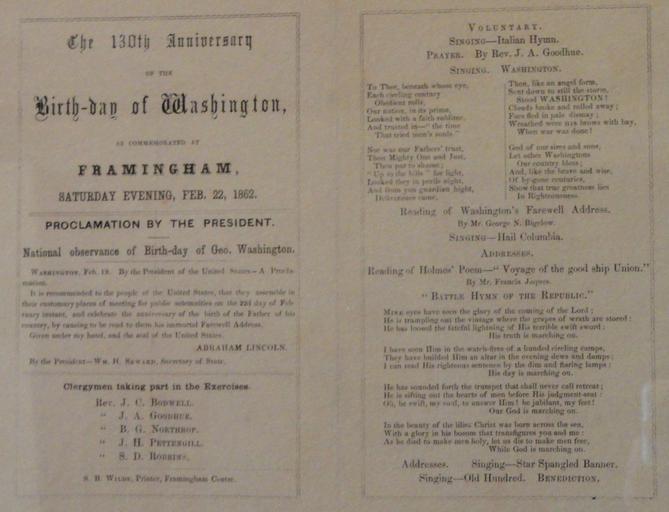 The 130th Anniversary
OF THE
Birth-day of Washington,
AS COMMEMORATED AT
FRAMINGHAM,
SATURDAY EVENING, FEB. 22, 1862.
PROCLAMATION BY THE PRESIDENT.
National observance of Birth-day of Geo. Washington.
WASHINGTON, Feb. 19. By the President of the United States—A Procla-
mation.
It is recommended to the people of the United States, that they assemble in
their customary places of meeting for public solemnities on the 22d day of Feb-
ruary instant, and celebrate the anniversary of the birth of the Father of his
country, by causing to be read to them his immortal Farewell Address.
Given under my hand, and the seal of the United States.
ABRAHAM LINCOLN.
By the President—WM. H. SEWARD, Secretary of State.
Clergymen taking part in the Exercises.
REV. J. C. BODWELL.
" J. A. GOODHUE.
" B. G. NORTHROP.
" J. H. PETTENGILL.
" S. D. ROBBINS.
S. B. WILDE, Printer, Framingham Centre.
VOLUNTARY.
SINGING—Italian Hymn.
PRAYER. By Rev. J. A. Goodhue.
SINGING. WASHINGTON.
To Thee, beneath whose eye,
Each circling century
Obedient rolls,
Our nation, in its prime,
Looked with a faith sublime,
And trusted in—"the time
That tried men's souls."
Nor was our Fathers' trust,
Thou Mighty One and Just,
Then put to shame;
"Up to the hills" for light,
Looked they in perils night,
And from yon guardian hight,
Deliverance came.
Then, like an angel form,
Sent down to still the storm,
Stood WASHINGTON!
Clouds broke and rolled away;
Foes fled in pale dismay;
Wreathed were his brows with bay,
When war was done!
God of our sires and sons,
Let other Washingtons
Our country bless;
And, like the brave and wise,
Of by-gone centuries,
Show that true greatness lies
In Righteousness.
Reading of Washington's Farewell Address.
By Mr. George N. Bigelow.
SINGING—Hail Columbia.
ADDRESSES.
Reading of Holmes' Poem—"Voyage of the good ship Union."
By Mr. Francis Jaques.
"BATTLE HYMN OF THE REPUBLIC."
MINE eyes have seen the glory of the coming of the Lord;
He is trampling out the vintage where the grapes of wrath are stored:
He has loosed the fateful lightning of His terrible swift sword:
His truth is marching on.
I have seen Him in the watch-fires of a hundred circling camps,
They have builded Him an altar in the evening dews and damps;
I can read His righteous sentence by the dim and flaring lamps:
His day is marching on.
He has sounded forth the trumpet that shall never call retreat;
He is sifting out the hearts of men before His judgment-seat:
Oh, be swift, my soul, to answer Him! be jubilant, my feet!
Our God is marching on.
In the beauty of the lilies Christ was born across the sea,
With a glory in his bosom that transfigures you and me:
As he died to make men holy, let us die to make men free,
While God is marching on.
Addresses. Singing—Star Spangled Banner.
Singing—Old Hundred. BENEDICTION.